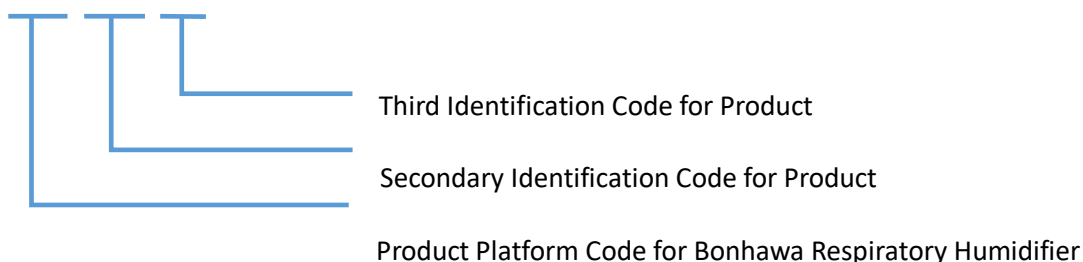 Third Identification Code for Product
Secondary Identification Code for Product
Product Platform Code for Bonhawa Respiratory Humidifier